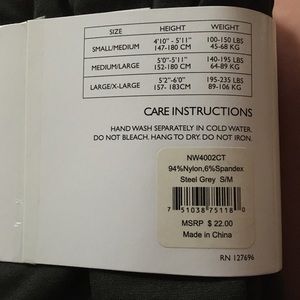 SIZE HEIGHT WEIGHT
SMALL/MEDIUM 4'10" - 5'11" 147-180 CM 100-150 LBS 45-68 KG
MEDIUM/LARGE 5'0"-5'11" 152-180 CM 140-195 LBS 64-89 KG
LARGE/X-LARGE 5'2"-6'0" 157- 183CM 195-235 LBS 89-106 KG
CARE INSTRUCTIONS
HAND WASH SEPARATELY IN COLD WATER.
DO NOT BLEACH. HANG TO DRY. DO NOT IRON.
NW4002CT
94%Nylon,6%Spandex
Steel Grey S/M
7 51038 75118 0
MSRP $ 22.00
Made in China
RN 127696